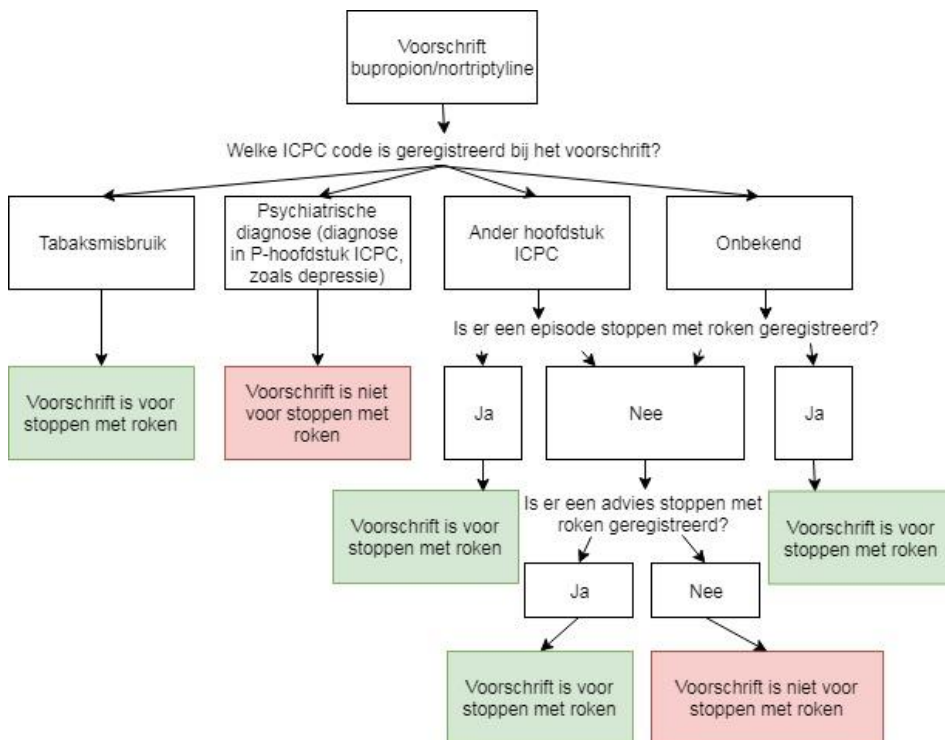 Voorschrift
bupropion/nortriptyline
Welke ICPC code is geregistreerd bij het voorschrift?
Tabaksmisbruik
Psychiatrische
diagnose (diagnose
in P-hoofdstuk ICPC,
zoals depressie)
Ander hoofdstuk
ICPC
Onbekend
Is er een episode stoppen met roken geregistreerd?
Voorschrift is voor
stoppen met roken
Voorschrift is niet
voor stoppen met
roken
Ja
Nee
Ja
Voorschrift is voor
stoppen met roken
Is er een advies stoppen met
roken geregistreerd?
Voorschrift is voor
stoppen met roken
Ja
Nee
Voorschrift is voor
stoppen met roken
Voorschrift is niet voor
stoppen met roken